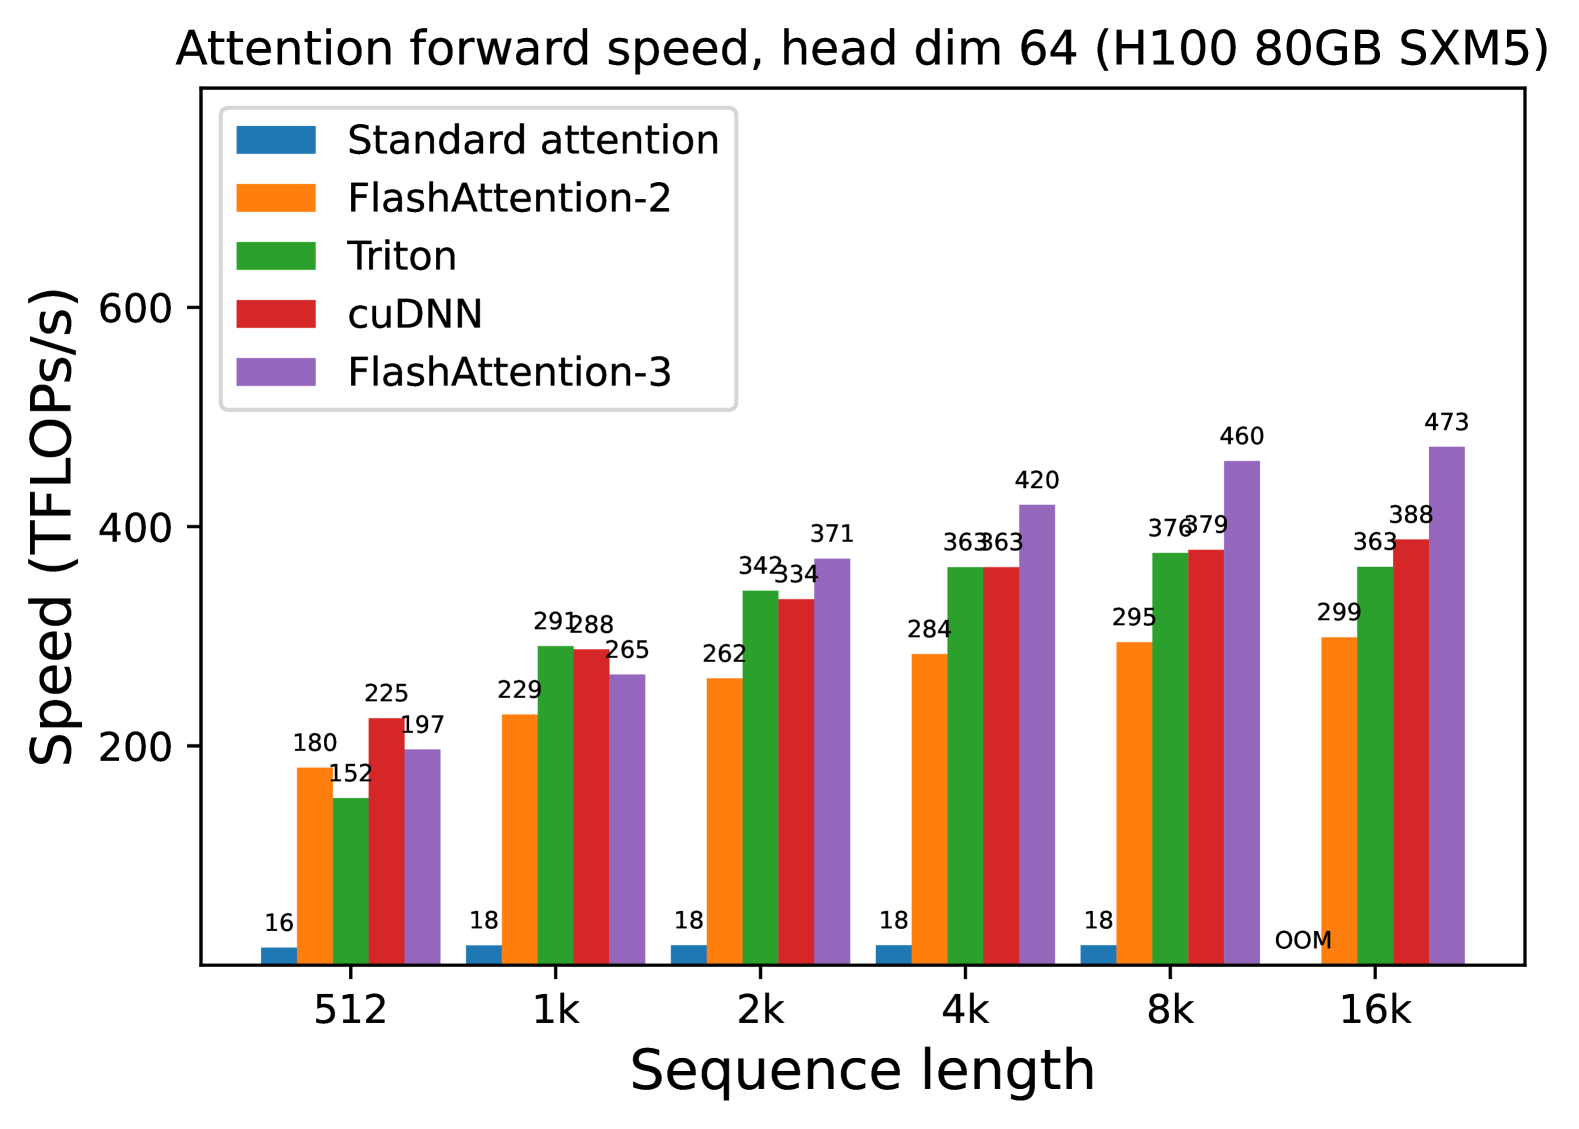 Attention forward speed, head dim 64 (H100 80GB SXM5)
Standard attention
FlashAttention-2
Triton
cuDNN
FlashAttention-3
Speed (TFLOPs/s)
600
400
200
16
180
152
225
197
18
229
291
288
265
18
262
342
334
371
18
284
363
363
420
18
295
376
379
460
OOM
299
363
388
473
512
1k
2k
4k
8k
16k
Sequence length